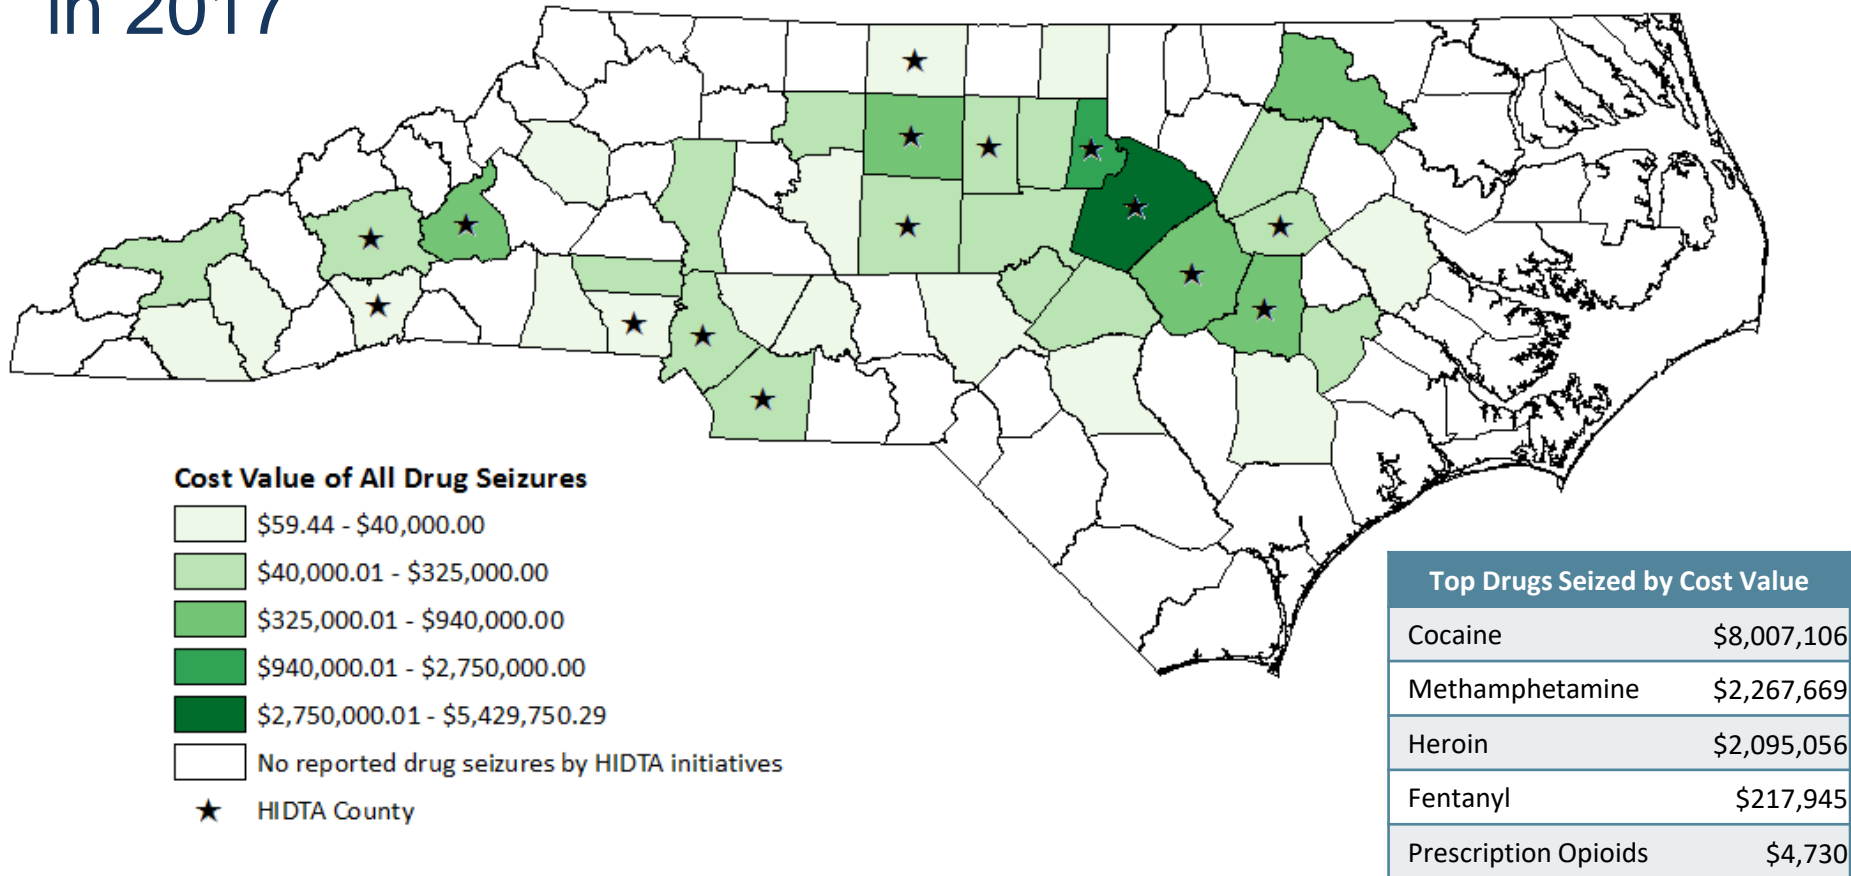 in 2017
Cost Value of All Drug Seizures
$59.44 - $40,000.00
$40,000.01 - $325,000.00
$325,000.01 - $940,000.00
$940,000.01 - $2,750,000.00
$2,750,000.01 - $5,429,750.29
No reported drug seizures by HIDTA initiatives
HIDTA County
Top Drugs Seized by Cost Value
Cocaine $8,007,106
Methamphetamine $2,267,669
Heroin $2,095,056
Fentanyl $217,945
Prescription Opioids $4,730